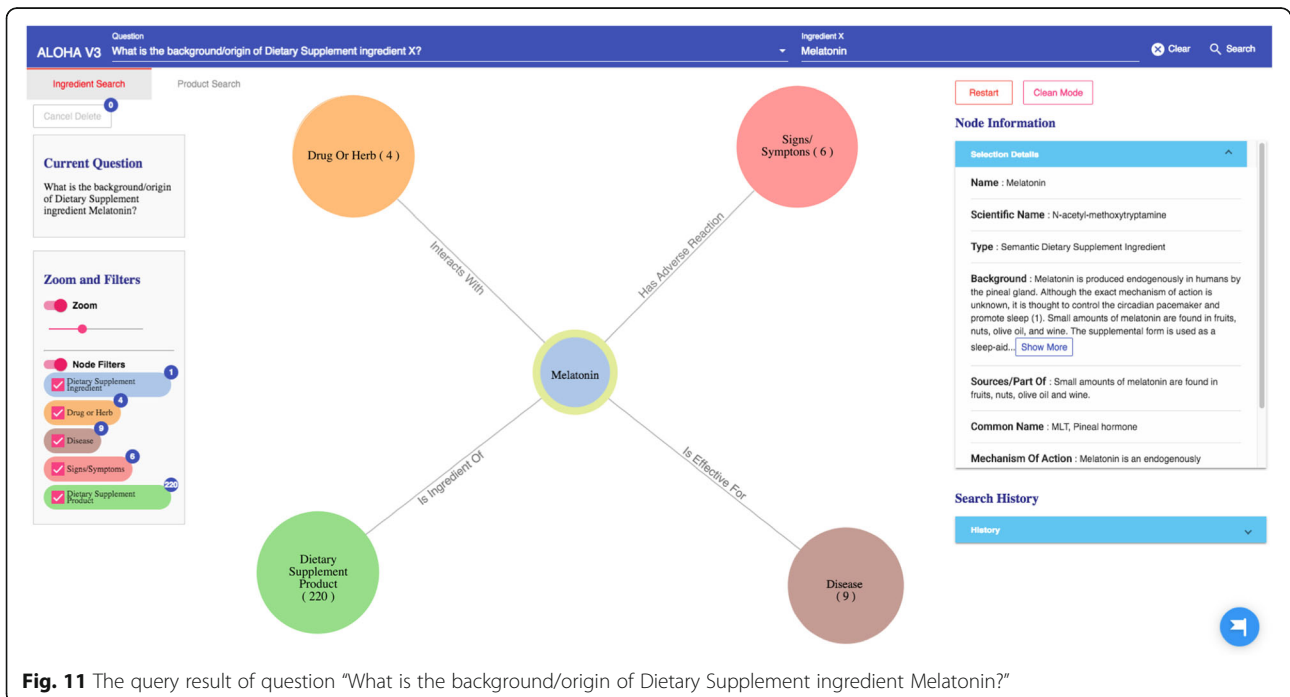 ALOHA V3
Question
What is the background/origin of Dietary Supplement ingredient X?
Ingredient X
Melatonin
Clear
Search
Ingredient Search
Product Search
0
Cancel Delete
Current Question
What is the background/origin
of Dietary Supplement
ingredient Melatonin?
Zoom and Filters
Zoom
Node Filters
1
Dietary Supplement
Ingredient
4
Drug or Herb
9
Disease
6
Signs/Symptoms
220
Dietary Supplement
Product
Drug Or Herb ( 4 )
Signs/
Symptons ( 6 )
Interacts With
Has Adverse Reaction
Melatonin
Is Ingredient Of
Is Effective For
Dietary
Supplement
Product
( 220 )
Disease
( 9 )
Restart
Clean Mode
Node Information
Selection Details
Name : Melatonin
Scientific Name : N-acetyl-methoxytryptamine
Type : Semantic Dietary Supplement Ingredient
Background : Melatonin is produced endogenously in humans by
the pineal gland. Although the exact mechanism of action is
unknown, it is thought to control the circadian pacemaker and
promote sleep (1). Small amounts of melatonin are found in fruits,
nuts, olive oil, and wine. The supplemental form is used as a
sleep-aid... Show More
Sources/Part Of : Small amounts of melatonin are found in
fruits, nuts, olive oil and wine.
Common Name : MLT, Pineal hormone
Mechanism Of Action : Melatonin is an endogenously
Search History
History
Fig. 11 The query result of question “What is the background/origin of Dietary Supplement ingredient Melatonin?”